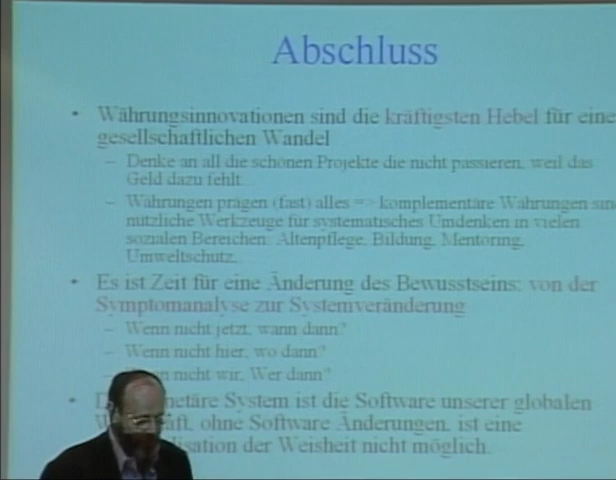 Abschluss
• Währungsinnovationen sind die kräftigsten Hebel für eine
gesellschaftlichen Wandel
– Denke an all die schönen Projekte die nicht passieren, weil das
Geld dazu fehlt...
– Währungen prägen (fast) alles => komplementäre Währungen sin
nützliche Werkzeuge für systematisches Umdenken in vielen
sozialen Bereichen: Altenpflege, Bildung, Mentoring,
Umweltschutz...
• Es ist Zeit für eine Änderung des Bewusstseins: von der
Symptomanalyse zur Systemveränderung
– Wenn nicht jetzt, wann dann?
– Wenn nicht hier, wo dann?
nicht wir, Wer dann?
• System ist die Software unserer globalen
ohne Software Änderungen, ist eine
der Weisheit nicht möglich.